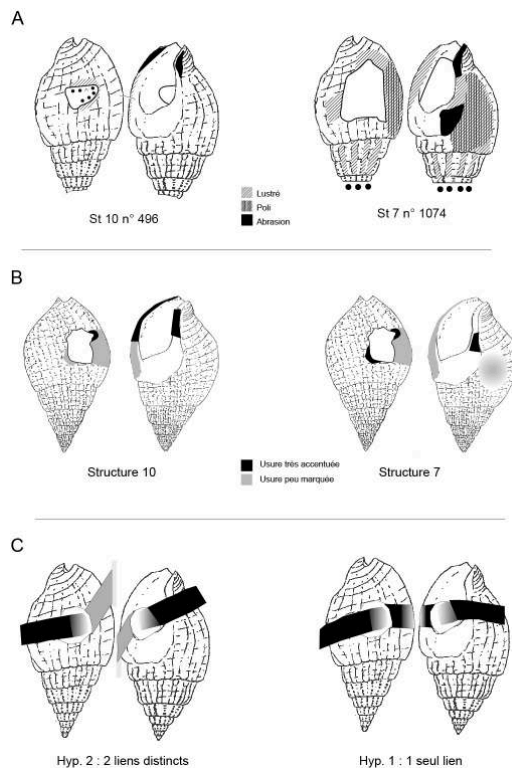 A
St 10 n° 496
Lustré
Poli
Abrasion
St 7 n° 1074
B
Structure 10
Usure très accentuée
Usure peu marquée
Structure 7
C
Hyp. 2 : 2 liens distincts
Hyp. 1 : 1 seul lien